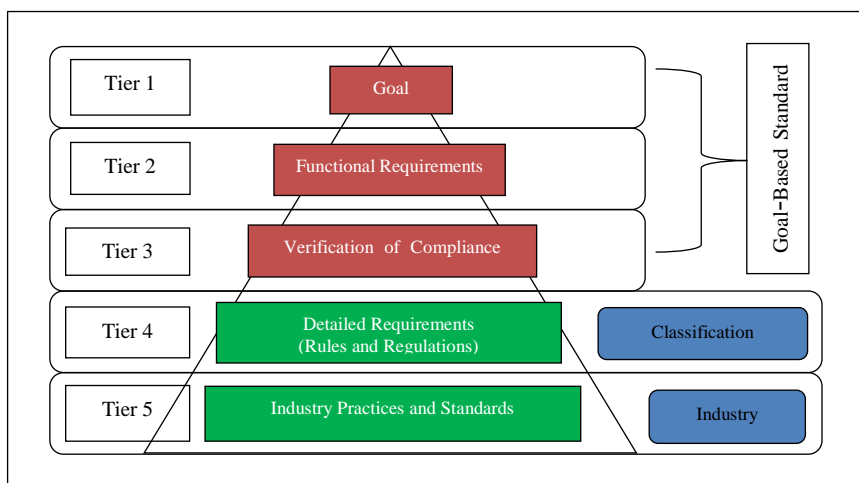 Tier 1
Goal
Tier 2
Functional Requirements
Tier 3
Verification of Compliance
Goal-Based Standard
Tier 4
Detailed Requirements
(Rules and Regulations)
Classification
Tier 5
Industry Practices and Standards
Industry